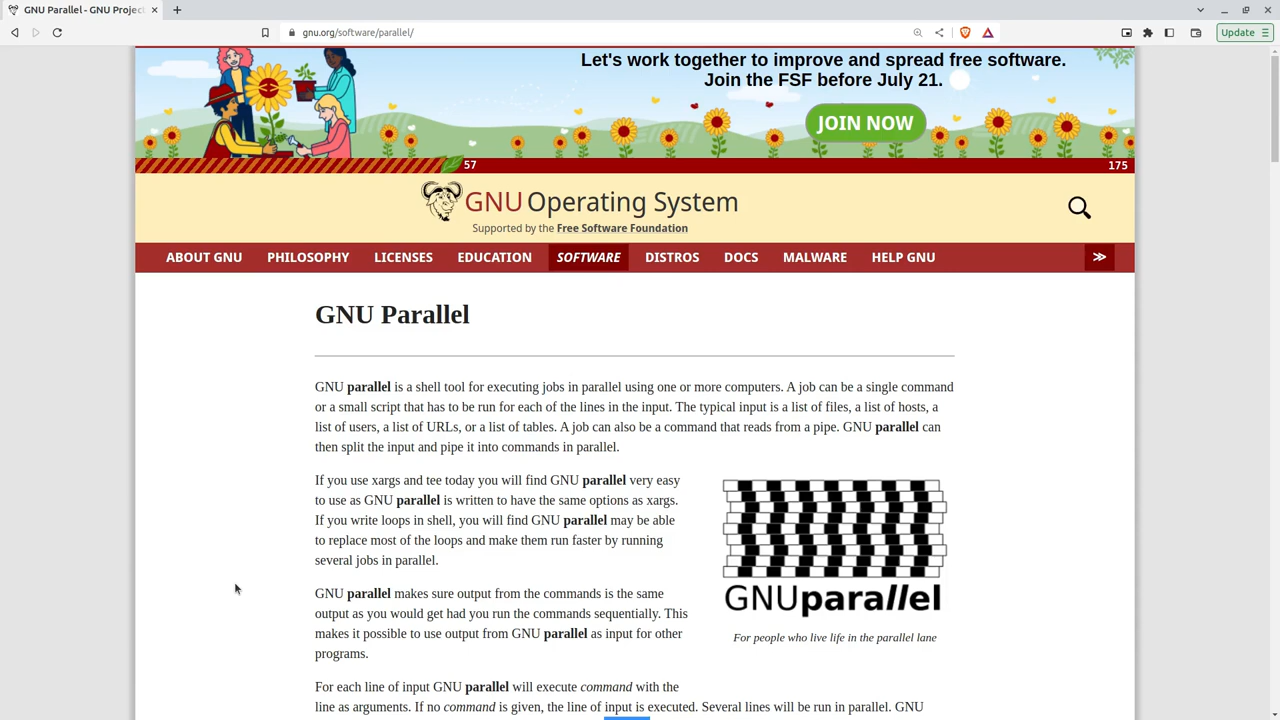 GNU Parallel - GNU Projec
gnu.org/software/parallel/
Update
Let's work together to improve and spread free software.
Join the FSF before July 21.
JOIN NOW
57
175
GNU Operating System
Supported by the Free Software Foundation
ABOUT GNU PHILOSOPHY LICENSES EDUCATION SOFTWARE DISTROS DOCS MALWARE HELP GNU ≫
GNU Parallel
GNU parallel is a shell tool for executing jobs in parallel using one or more computers. A job can be a single command
or a small script that has to be run for each of the lines in the input. The typical input is a list of files, a list of hosts, a
list of users, a list of URLs, or a list of tables. A job can also be a command that reads from a pipe. GNU parallel can
then split the input and pipe it into commands in parallel.
If you use xargs and tee today you will find GNU parallel very easy
to use as GNU parallel is written to have the same options as xargs.
If you write loops in shell, you will find GNU parallel may be able
to replace most of the loops and make them run faster by running
several jobs in parallel.
GNU parallel
For people who live life in the parallel lane
GNU parallel makes sure output from the commands is the same
output as you would get had you run the commands sequentially. This
makes it possible to use output from GNU parallel as input for other
programs.
For each line of input GNU parallel will execute command with the
line as arguments. If no command is given, the line of input is executed. Several lines will be run in parallel. GNU